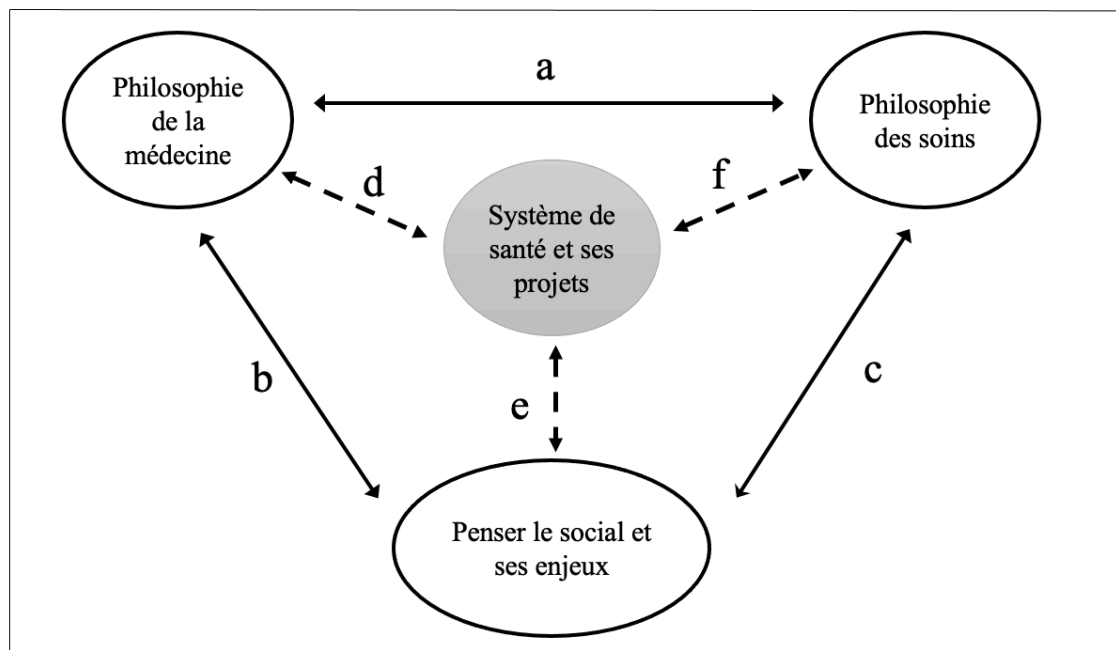 Philosophie
de la
médecine
a
Philosophie
des soins
d
f
Système de
santé et ses
projets
b
c
e
Penser le social et
ses enjeux